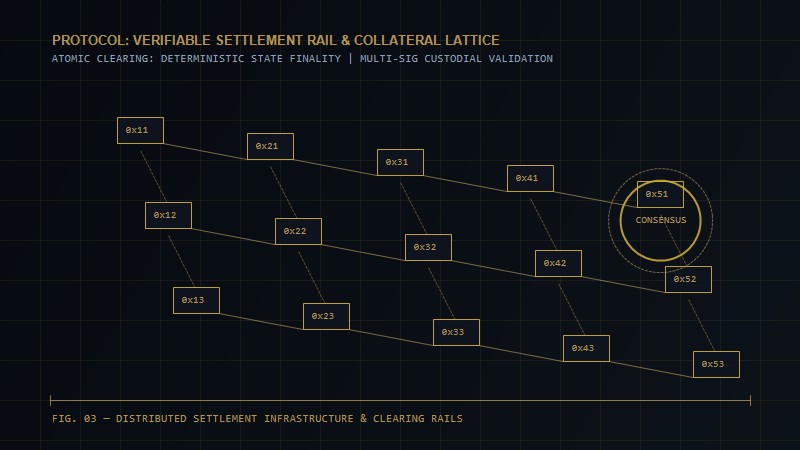 PROTOCOL: VERIFIABLE SETTLEMENT RAIL & COLLATERAL LATTICE
ATOMIC CLEARING: DETERMINISTIC STATE FINALITY | MULTI-SIG CUSTODIAL VALIDATION
0x11
0x21
0x31
0x41
0x51
0x12
0x22
0x32
0x42
CONSENSUS
0x52
0x13
0x23
0x33
0x43
0x53
FIG. 03 — DISTRIBUTED SETTLEMENT INFRASTRUCTURE & CLEARING RAILS